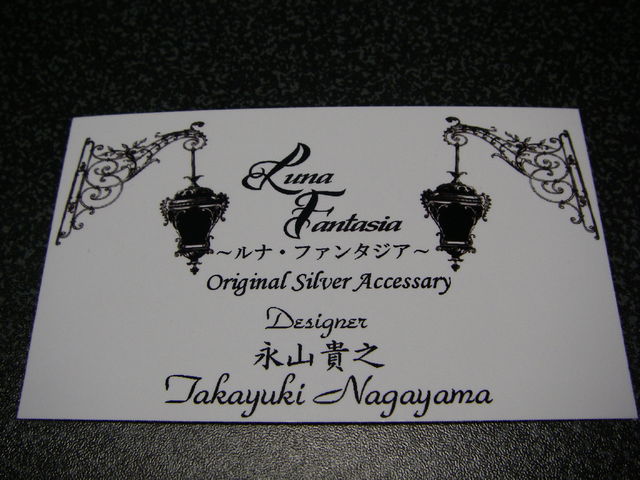 Luna
Fantasia
～ルナ・ファンタジア～
Original Silver Accessary
Designer
永山貴之
Takayuki Nagayama